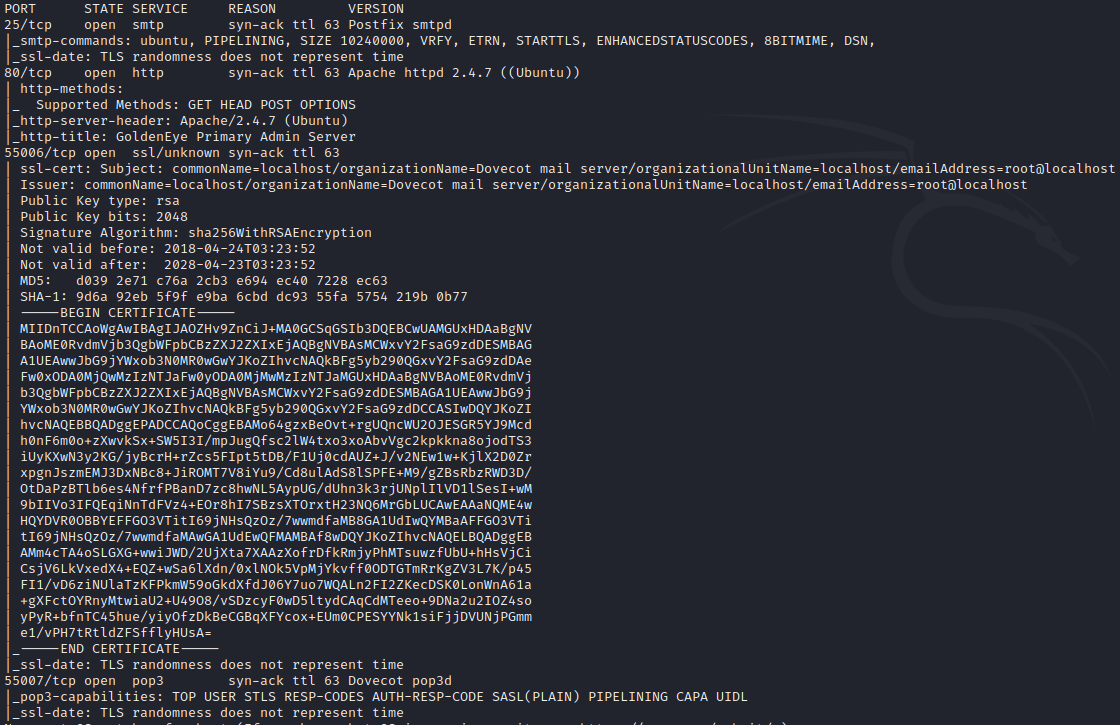 PORT      STATE SERVICE     REASON         VERSION
25/tcp    open  smtp        syn-ack ttl 63 Postfix smtpd
|_smtp-commands: ubuntu, PIPELINING, SIZE 10240000, VRFY, ETRN, STARTTLS, ENHANCEDSTATUSCODES, 8BITMIME, DSN,
|_ssl-date: TLS randomness does not represent time
80/tcp    open  http        syn-ack ttl 63 Apache httpd 2.4.7 ((Ubuntu))
| http-methods:
|_  Supported Methods: GET HEAD POST OPTIONS
|_http-server-header: Apache/2.4.7 (Ubuntu)
|_http-title: GoldenEye Primary Admin Server
55006/tcp open  ssl/unknown syn-ack ttl 63
| ssl-cert: Subject: commonName=localhost/organizationName=Dovecot mail server/organizationalUnitName=localhost/emailAddress=root@localhost
| Issuer: commonName=localhost/organizationName=Dovecot mail server/organizationalUnitName=localhost/emailAddress=root@localhost
| Public Key type: rsa
| Public Key bits: 2048
| Signature Algorithm: sha256WithRSAEncryption
| Not valid before: 2018-04-24T03:23:52
| Not valid after:  2028-04-23T03:23:52
| MD5:   d039 2e71 c76a 2cb3 e694 ec40 7228 ec63
| SHA-1: 9d6a 92eb 5f9f e9ba 6cbd dc93 55fa 5754 219b 0b77
| -----BEGIN CERTIFICATE-----
| MIIDnTCCAoWgAwIBAgIJAOZHv9ZnCiJ+MA0GCSqGSIb3DQEBCwUAMGUxHDAaBgNV
| BAoME0RvdmVjb3QgbWFpbCBzZXJ2ZXIxEjAQBgNVBAsMCWxvY2FsaG9zdDESMBAG
| A1UEAwwJbG9jYWxob3N0MR0wGwYJKoZIhvcNAQkBFg5yb290QGxvY2FsaG9zdDAe
| Fw0xODA0MjQwMzIzNTJaFw0yODA0MjMwMzIzNTJaMGUxHDAaBgNVBAoME0RvdmVj
| b3QgbWFpbCBzZXJ2ZXIxEjAQBgNVBAsMCWxvY2FsaG9zdDESMBAGA1UEAwwJbG9j
| YWxob3N0MR0wGwYJKoZIhvcNAQkBFg5yb290QGxvY2FsaG9zdDCCASIwDQYJKoZI
| hvcNAQEBBQADggEPADCCAQoCggEBAMo64gzxBeOvt+rgUQncWU2OJESGR5YJ9Mcd
| h0nF6m0o+zXwvkSx+SW5I3I/mpJugQfsc2lW4txo3xoAbvVgc2kpkkna8ojodTS3
| iUyKXwN3y2KG/jyBcrH+rZcs5FIpt5tDB/F1Uj0cdAUZ+J/v2NEw1w+KjlX2D0Zr
| xpgnJszmEMJ3DxNBc8+JiROMT7V8iYu9/Cd8ulAdS8lSPFE+M9/gZBsRbzRWD3D/
| OtDaPzBTlb6es4NfrfPBanD7zc8hwNL5AypUG/dUhn3k3rjUNplIlVD1lSesI+wM
| 9bIIVo3IFQEqiNnTdFVz4+EOr8hI7SBzsXTOrxtH23NQ6MrGbLUCAwEAAaNQME4w
| HQYDVR0OBBYEFFGO3VTitI69jNHsQzOz/7wwmdfaMB8GA1UdIwQYMBaAFFGO3VTi
| tI69jNHsQzOz/7wwmdfaMAwGA1UdEwQFMAMBAf8wDQYJKoZIhvcNAQELBQADggEB
| AMm4cTA4oSLGXG+wwiJWD/2UjXta7XAAzXofrDfkRmjyPhMTsuwzfUbU+hHsVjCi
| CsjV6LkVxedX4+EQZ+wSa6lXdn/0xlNOk5VpMjYkvff0ODTGTmRrKgZV3L7K/p45
| FI1/vD6ziNUlaTzKFPkmW59oGkdXfdJ06Y7uo7WQALn2FI2ZKecDSK0LonWnA61a
| +gXFctOYRnyMtwiaU2+U49O8/vSDzcyF0wD5ltydCAqCdMTeeo+9DNa2u2IOZ4so
| yPyR+bfnTC45hue/yiyOfzDkBeCGBqXFYcox+EUm0CPESYYNk1siFjjDVUNjPGmm
| e1/vPH7tRtldZFSfflyHUsA=
|_-----END CERTIFICATE-----
|_ssl-date: TLS randomness does not represent time
55007/tcp open  pop3        syn-ack ttl 63 Dovecot pop3d
|_pop3-capabilities: TOP USER STLS RESP-CODES AUTH-RESP-CODE SASL(PLAIN) PIPELINING CAPA UIDL
|_ssl-date: TLS randomness does not represent time